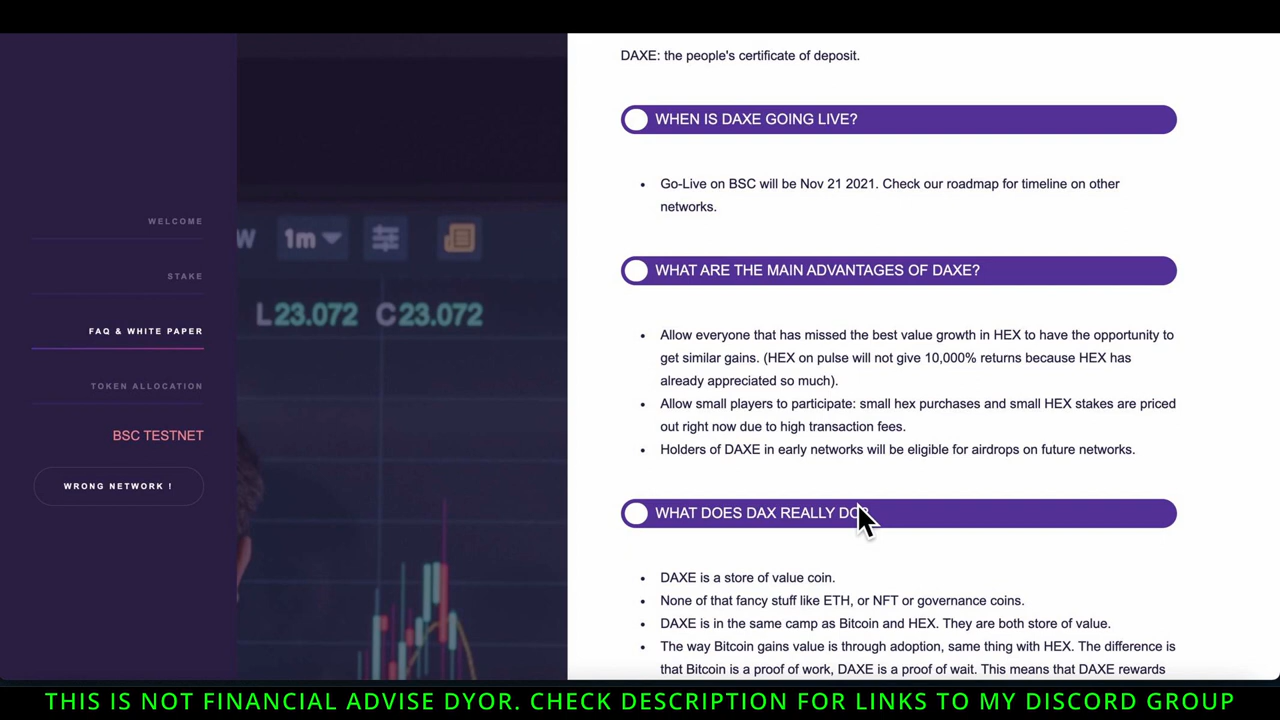 DAXE: the people's certificate of deposit.
WHEN IS DAXE GOING LIVE?
Go-Live on BSC will be Nov 21 2021. Check our roadmap for timeline on other
networks.
WELCOME
W 1m
STAKE
WHAT ARE THE MAIN ADVANTAGES OF DAXE?
L23.072 C23.072
FAQ & WHITE PAPER
Allow everyone that has missed the best value growth in HEX to have the opportunity to
get similar gains. (HEX on pulse will not give 10,000% returns because HEX has
already appreciated so much).
TOKEN ALLOCATION
Allow small players to participate: small hex purchases and small HEX stakes are priced
out right now due to high transaction fees.
BSC TESTNET
Holders of DAXE in early networks will be eligible for airdrops on future networks.
WRONG NETWORK !
WHAT DOES DAX REALLY DO?
DAXE is a store of value coin.
None of that fancy stuff like ETH, or NFT or governance coins.
DAXE is in the same camp as Bitcoin and HEX. They are both store of value.
The way Bitcoin gains value is through adoption, same thing with HEX. The difference is
that Bitcoin is a proof of work, DAXE is a proof of wait. This means that DAXE rewards
THIS IS NOT FINANCIAL ADVISE DYOR. CHECK DESCRIPTION FOR LINKS TO MY DISCORD GROUP